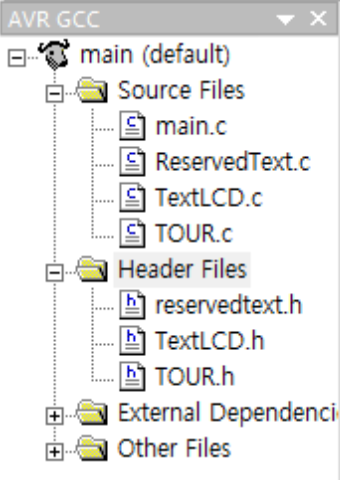 AVR GCC
main (default)
Source Files
main.c
ReservedText.c
TextLCD.c
TOUR.c
Header Files
reservedtext.h
TextLCD.h
TOUR.h
External Dependenci
Other Files